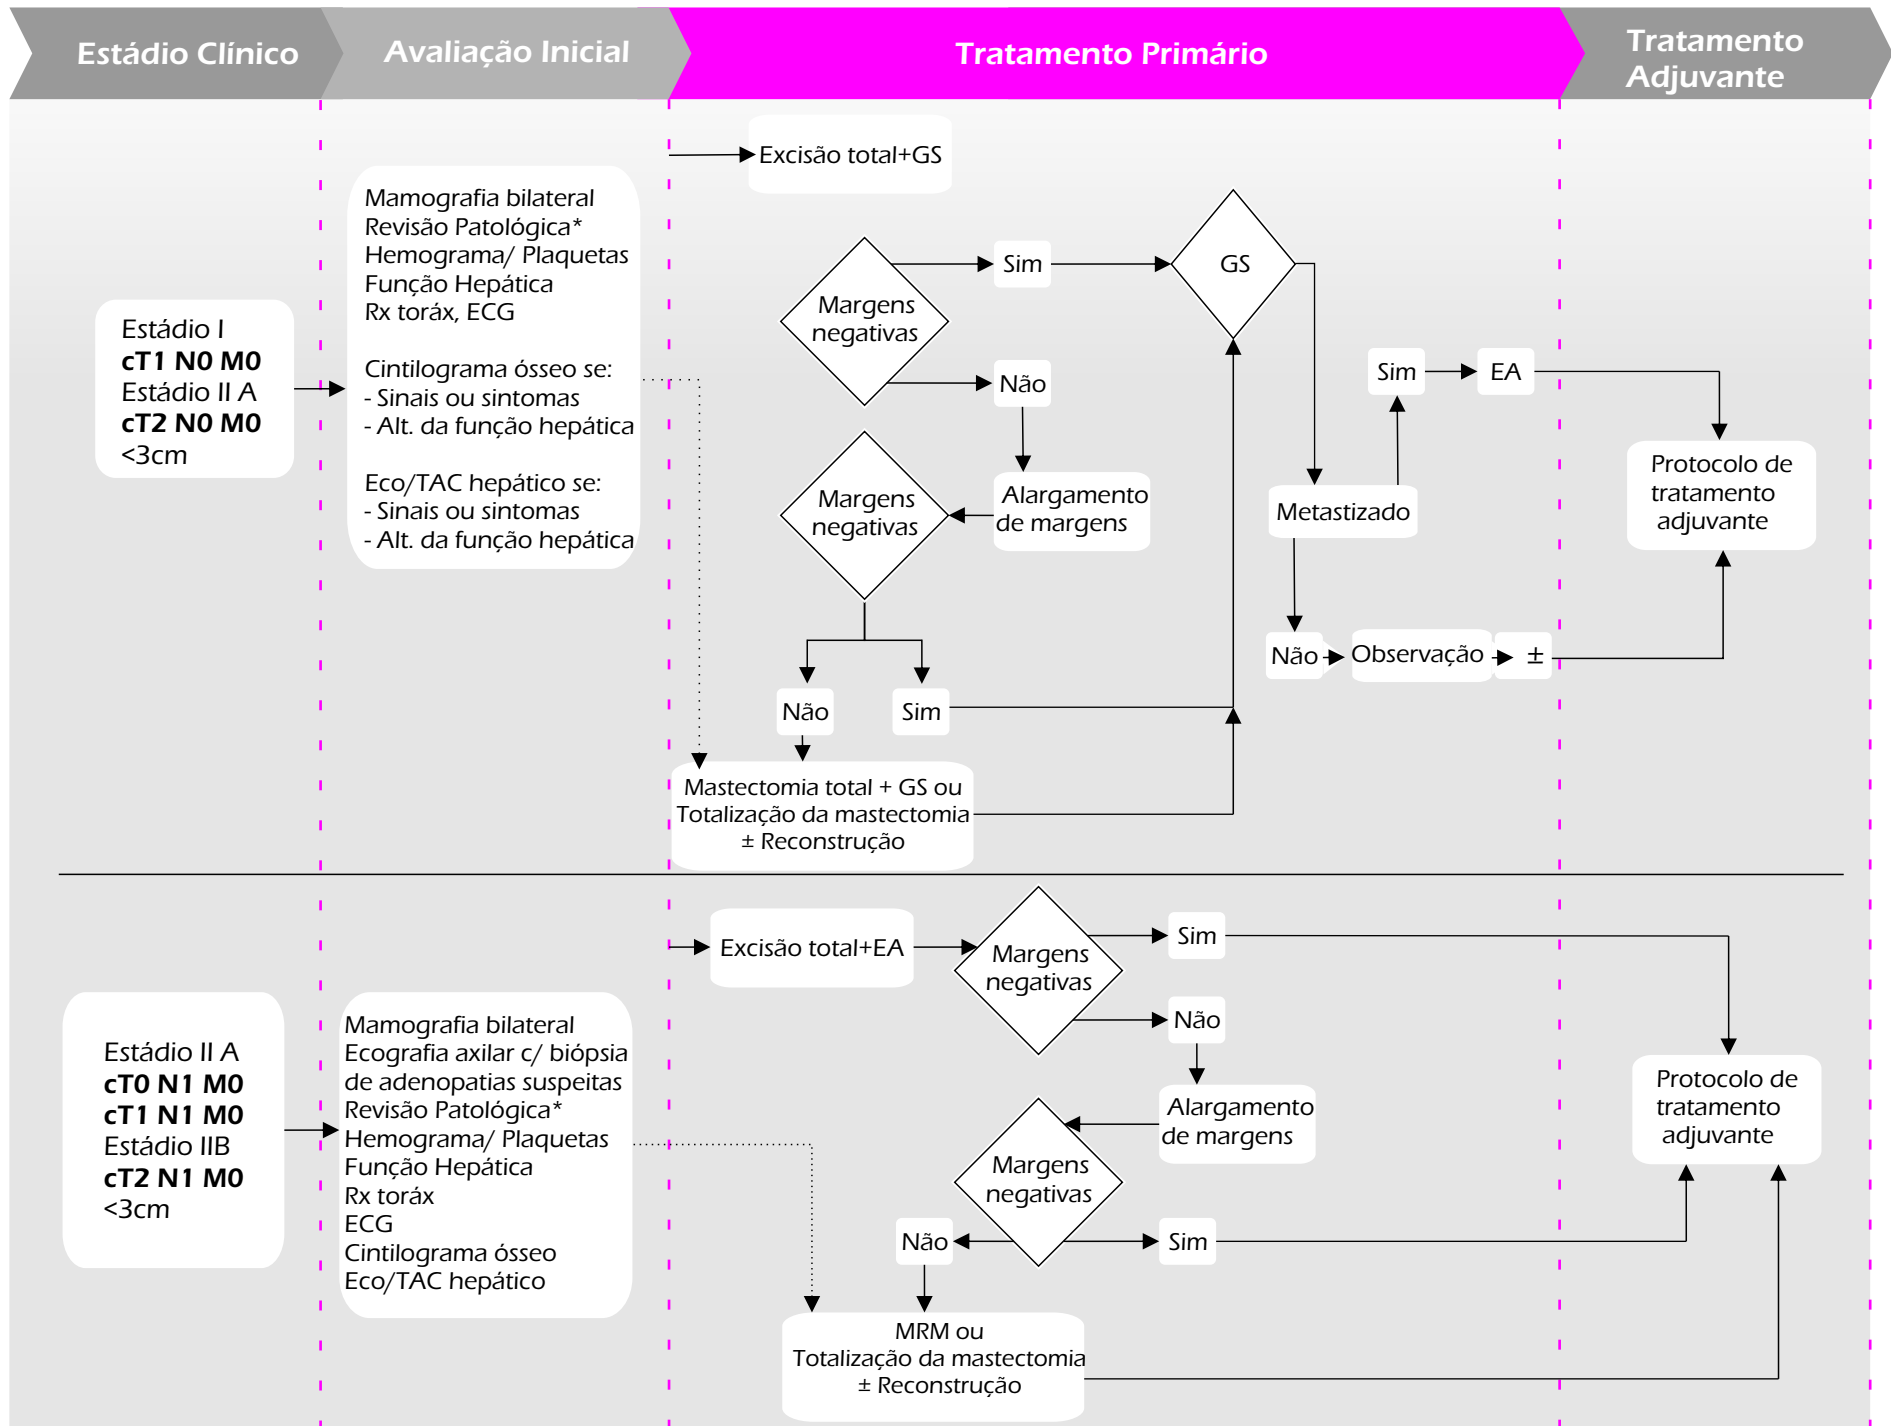 Estádio Clínico
Avaliação Inicial
Tratamento Primário
Tratamento
Adjuvante
Estádio I
cT1 N0 M0
Estádio II A
cT2 N0 M0
<3cm
Mamografia bilateral
Revisão Patológica*
Hemograma/ Plaquetas
Função Hepática
Rx toráx, ECG
Cintilograma ósseo se:
- Sinais ou sintomas
- Alt. da função hepática
Eco/TAC hepático se:
- Sinais ou sintomas
- Alt. da função hepática
Excisão total+GS
Margens
negativas
Sim
GS
Não
Alargamento
de margens
Margens
negativas
Não
Sim
Mastectomia total + GS ou
Totalização da mastectomia
± Reconstrução
Metastizado
Sim
EA
Não
Observação
±
Protocolo de
tratamento
adjuvante
Estádio II A
cT0 N1 M0
cT1 N1 M0
Estádio IIB
cT2 N1 M0
<3cm
Mamografia bilateral
Ecografia axilar c/ biópsia
de adenopatias suspeitas
Revisão Patológica*
Hemograma/ Plaquetas
Função Hepática
Rx toráx
ECG
Cintilograma ósseo
Eco/TAC hepático
Excisão total+EA
Margens
negativas
Sim
Não
Alargamento
de margens
Margens
negativas
Não
Sim
MRM ou
Totalização da mastectomia
± Reconstrução
Protocolo de
tratamento
adjuvante